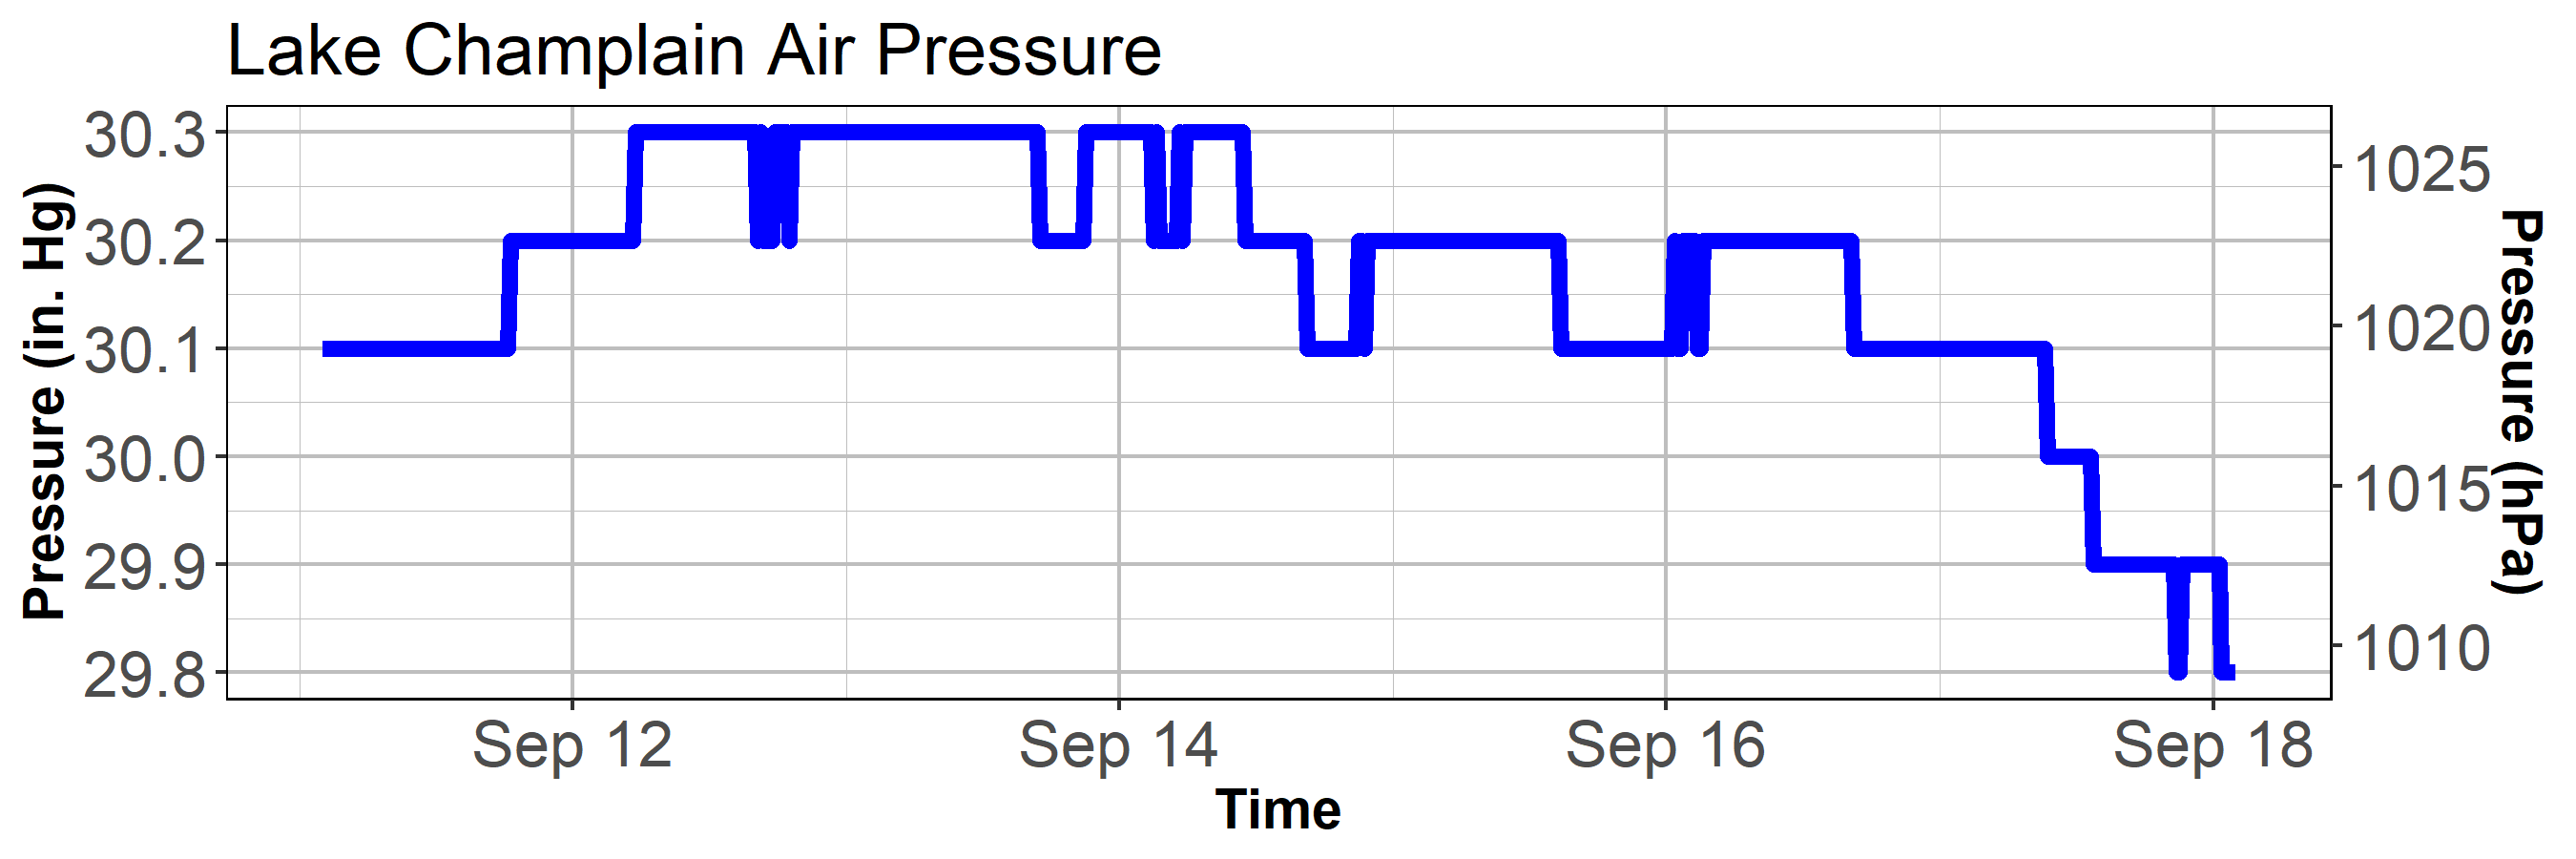 Lake Champlain Air Pressure
Pressure (in. Hg)
30.3
30.2
30.1
30.0
29.9
29.8
1025
1020
1015
1010
Pressure (hPa)
Sep 12
Sep 14
Sep 16
Sep 18
Time